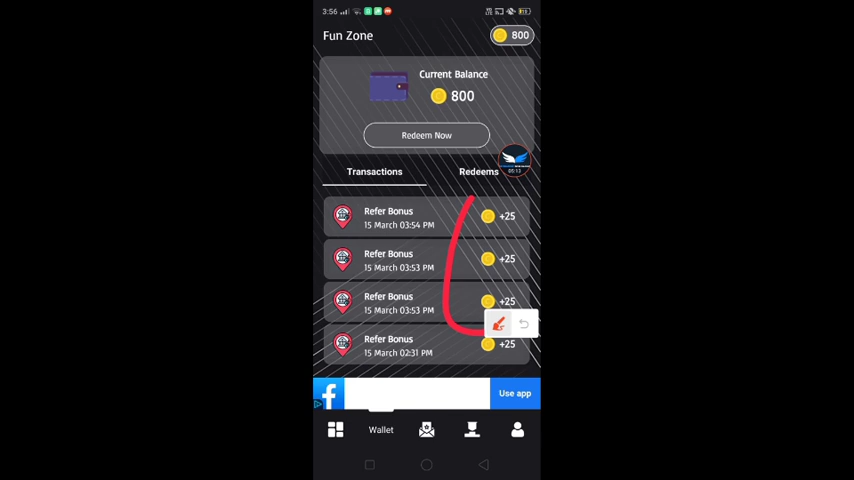 3:56
Fun Zone
800
Current Balance
800
Redeem Now
Transactions
Redeems
05:13
Refer Bonus
+25
15 March 03:54 PM
Refer Bonus
+25
15 March 03:53 PM
Refer Bonus
+25
15 March 03:53 PM
Refer Bonus
+25
15 March 02:31 PM
Use app
Wallet